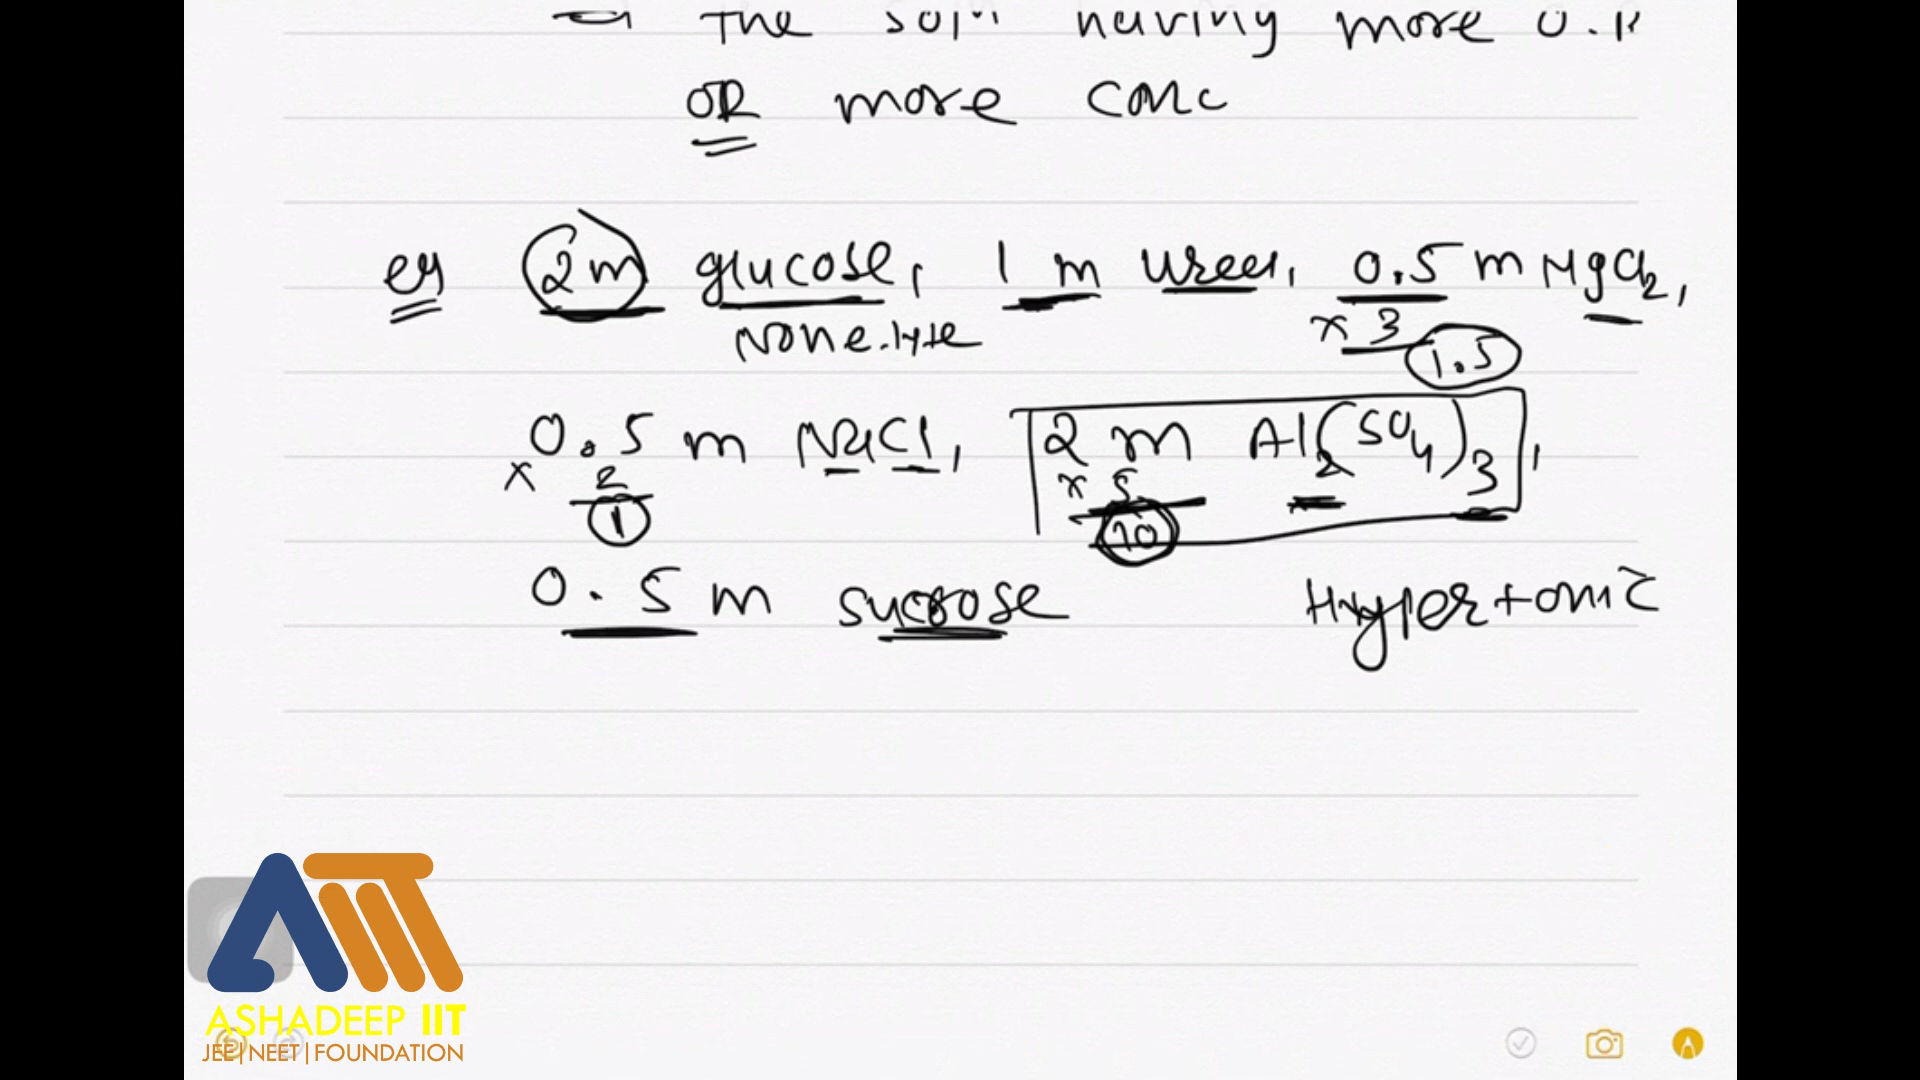 the soln having more O.P
OR more conc
eg 2m glucose, 1 m urea, 0.5 m MgCl2,
None.lyte x 3 1.5
0.5 m NaCl, 2 m Al2(SO4)3,
x 2 x 5
1 10
0.5 m sucrose Hypertonic
ASHADEEP IIT
JEE|NEET|FOUNDATION